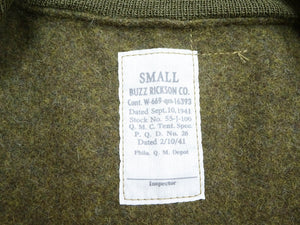 SMALL
BUZZ RICKSON CO.
Cont. W-669-qm-16393
Dated Sept. 10, 1941
Stock No. 55-J-100
Q. M. C. Tent. Spec.
P. Q. D. No. 26
Dated 2/10/41
Phila. Q. M. Depot
Inspector